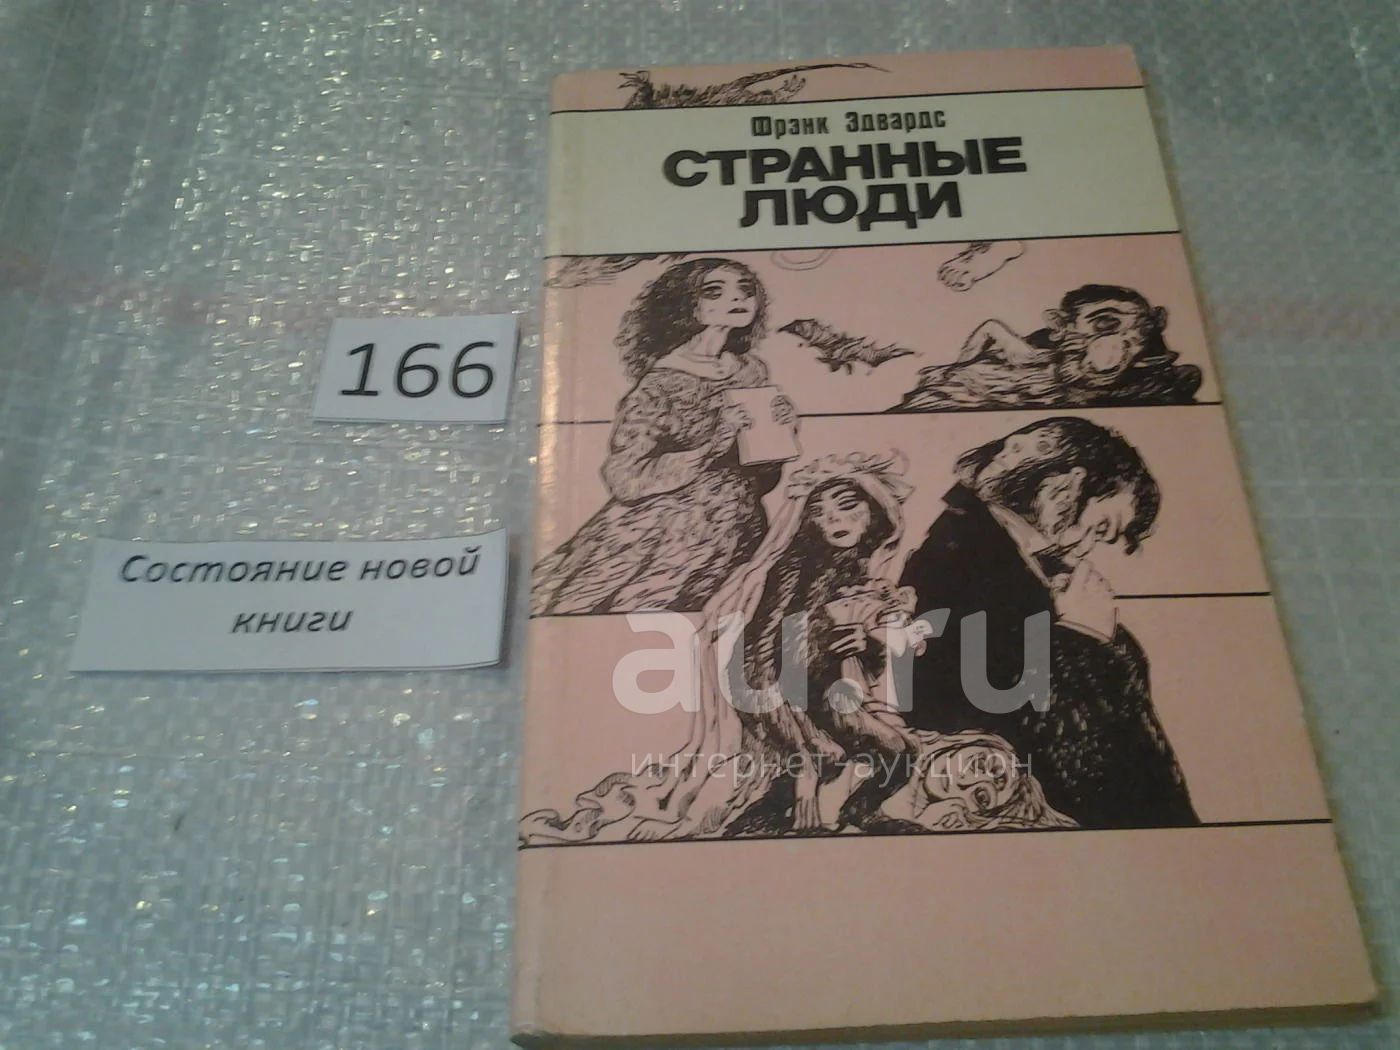 Фрэнк Эдвардс
СТРАННЫЕ
ЛЮДИ
166
Состояние новой
книги
au.ru
интернет-аукцион